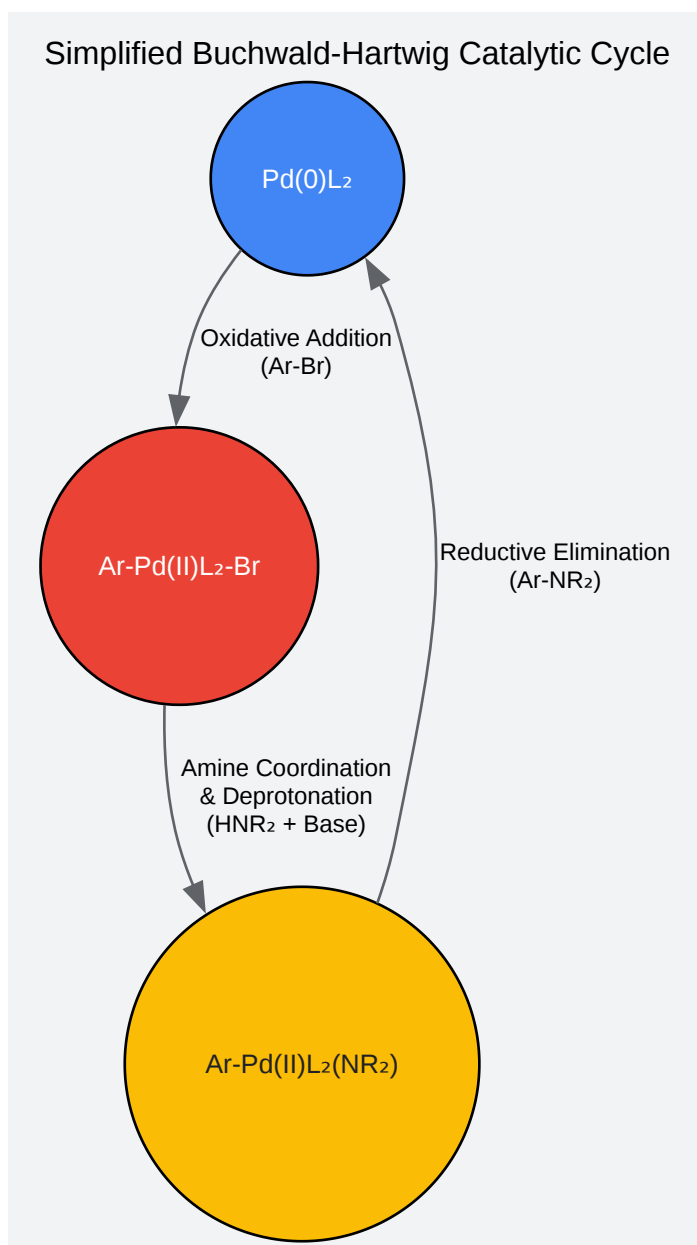 Simplified Buchwald-Hartwig Catalytic Cycle
Pd(0)L₂
Oxidative Addition
(Ar-Br)
Ar-Pd(II)L₂-Br
Reductive Elimination
(Ar-NR₂)
Amine Coordination
& Deprotonation
(HNR₂ + Base)
Ar-Pd(II)L₂(NR₂)